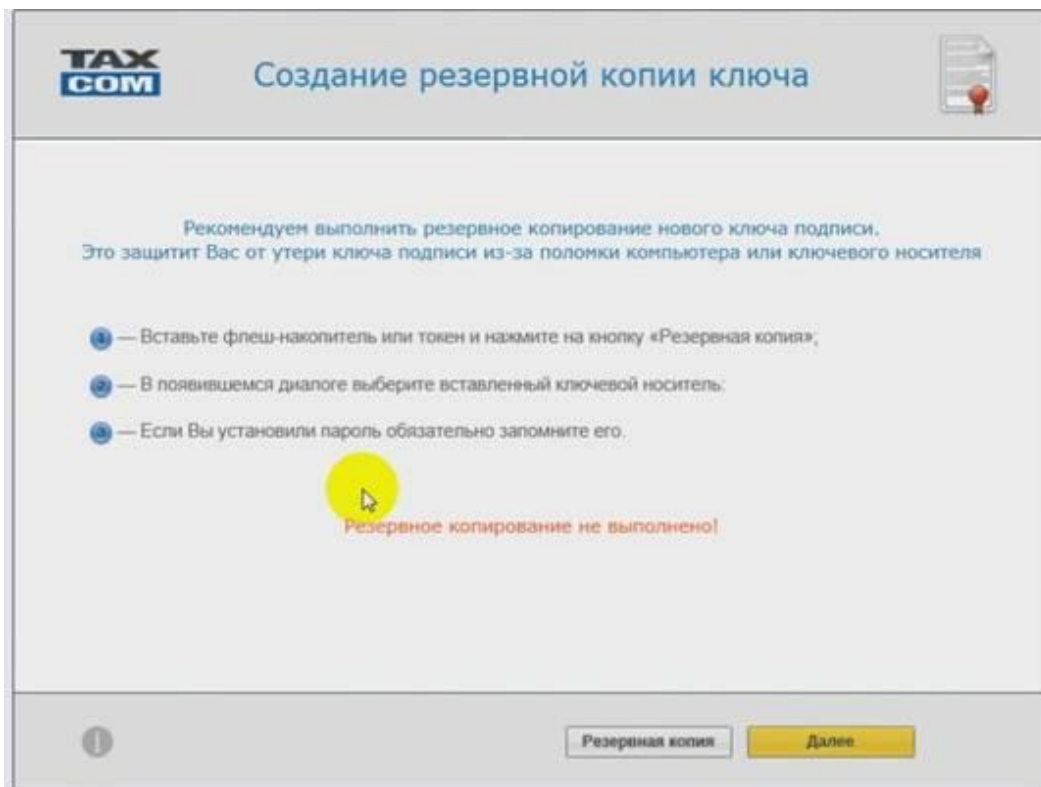 TAX
COM
Создание резервной копии ключа
Рекомендуем выполнить резервное копирование нового ключа подписи.
Это защитит Вас от утери ключа подписи из-за поломки компьютера или ключевого носителя
1 — Вставьте флеш-накопитель или токен и нажмите на кнопку «Резервная копия»;
2 — В появившемся диалоге выберите вставленный ключевой носитель:
3 — Если Вы установили пароль обязательно запомните его.
Резервное копирование не выполнено!
Резервная копия
Далее